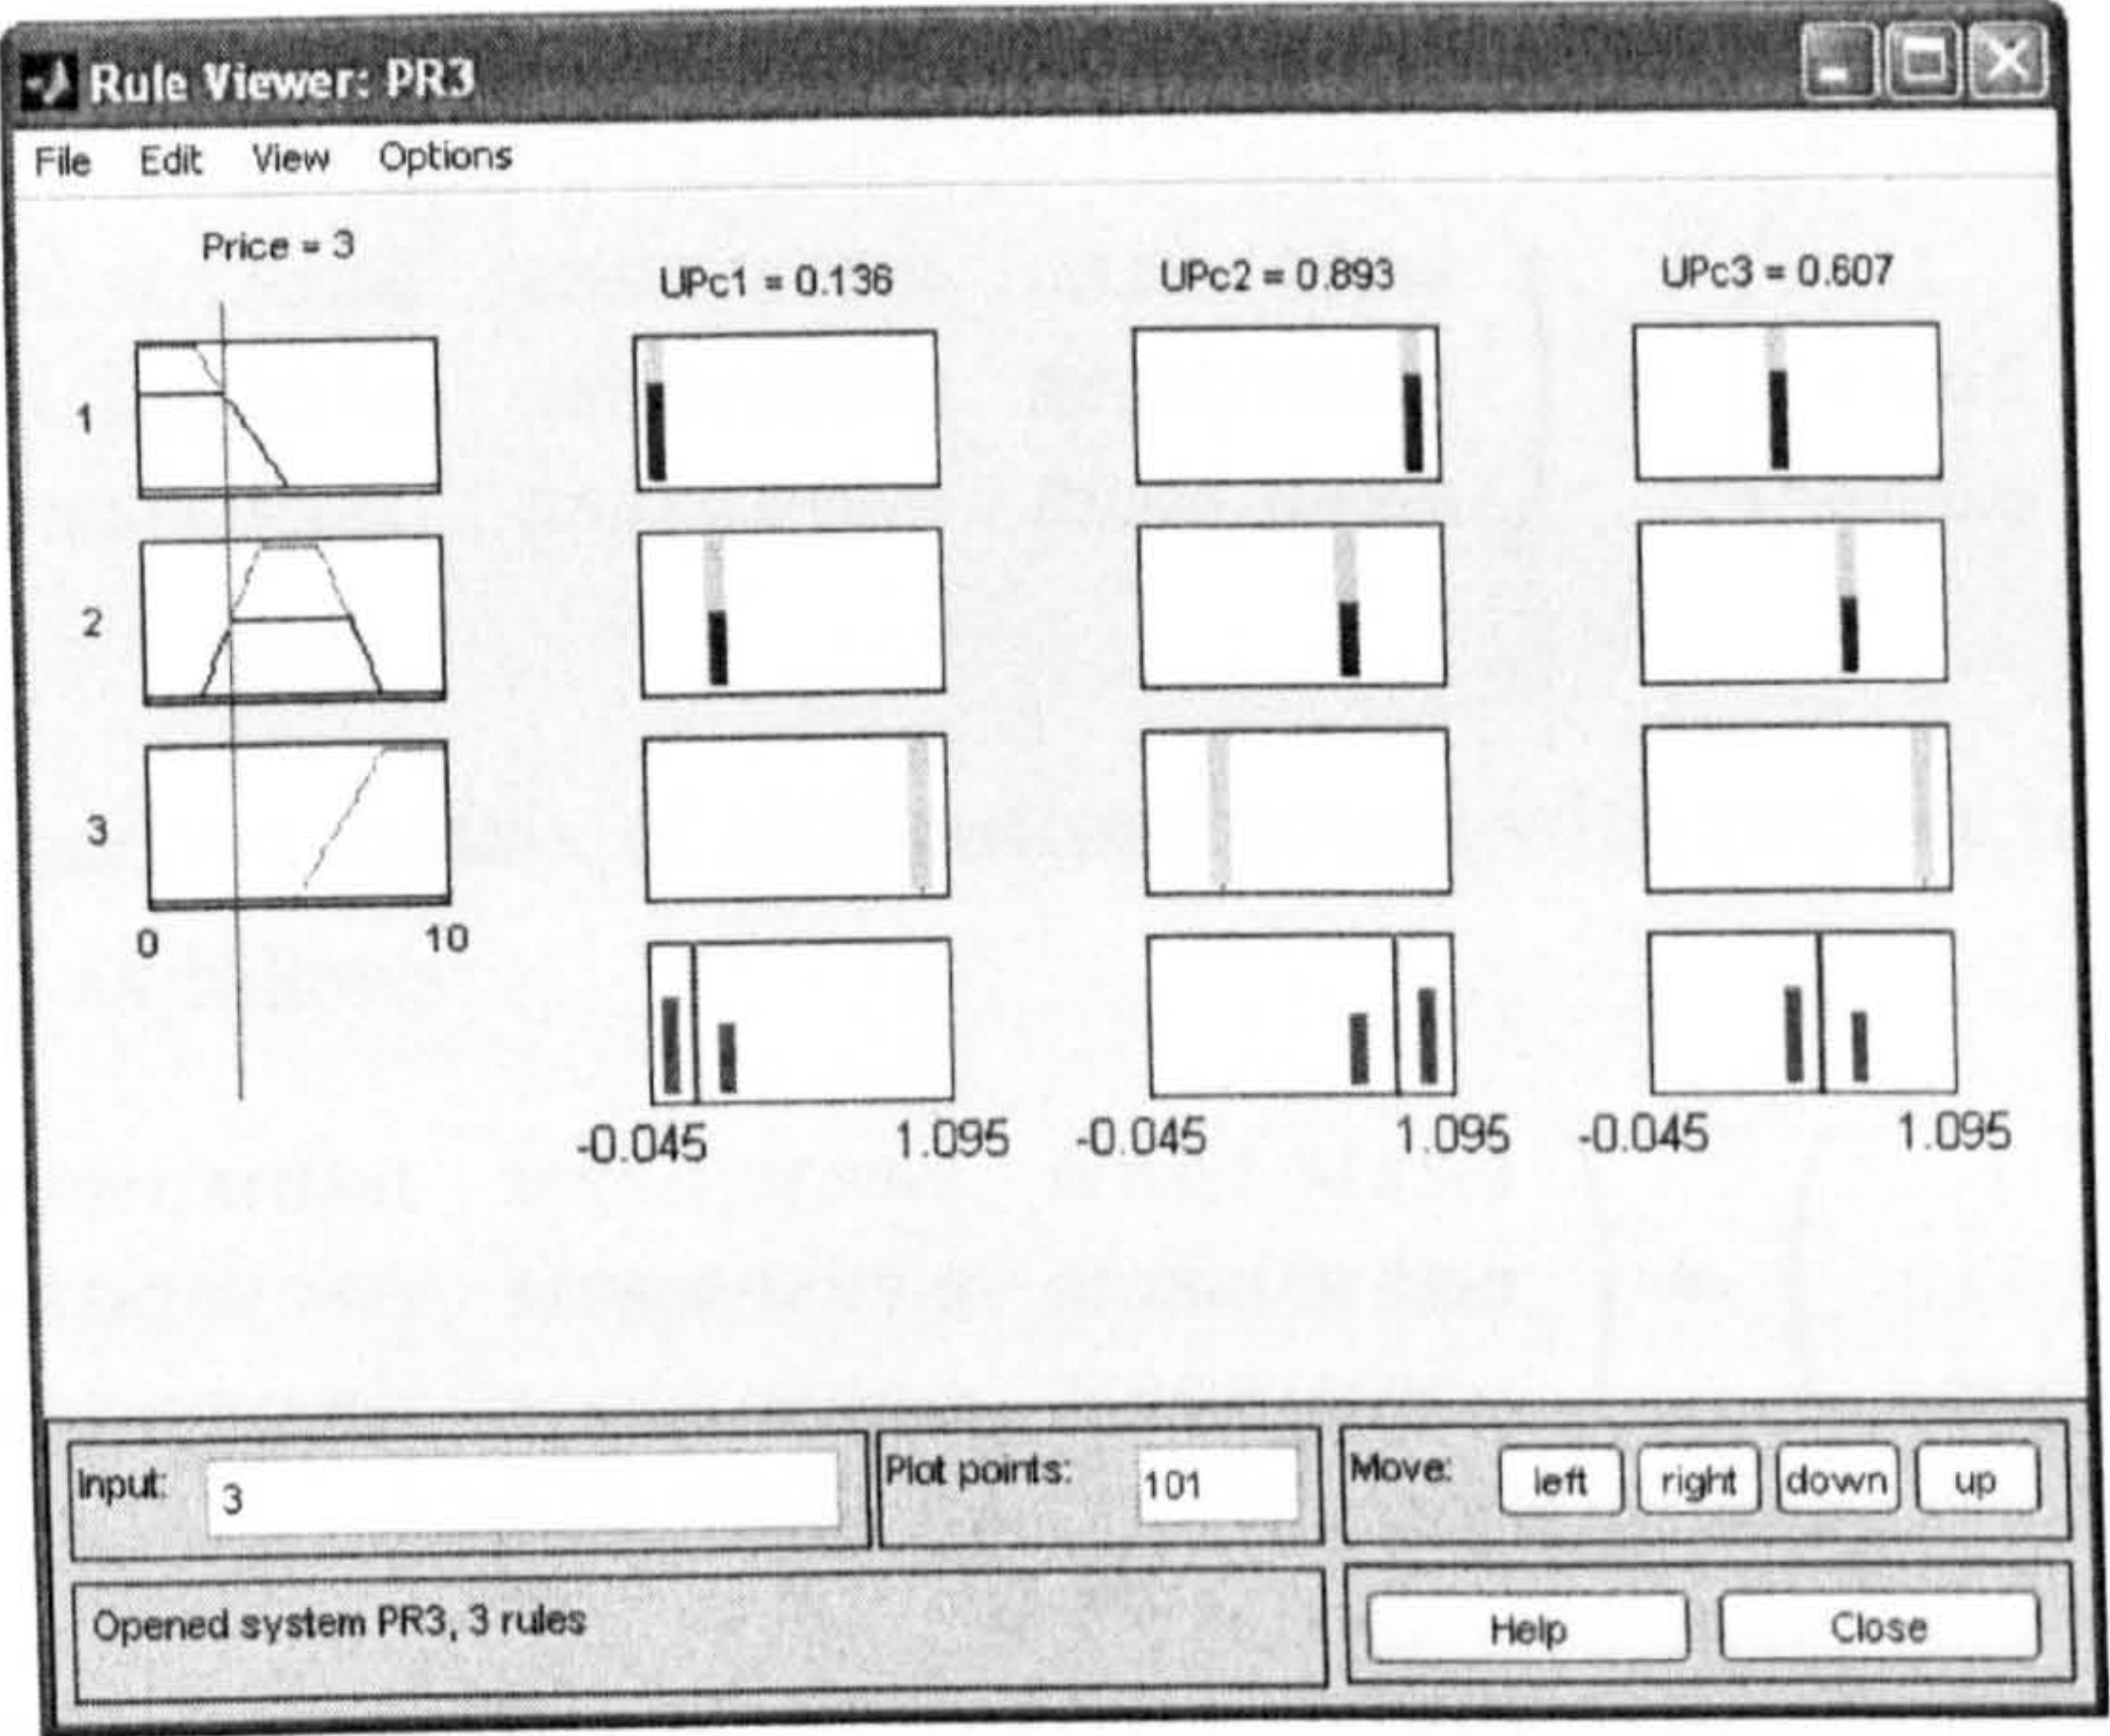 Rule Viewer: PR3
File Edit View Options
Price = 3
UPc1 = 0.136
UPc2 = 0.893
UPc3 = 0.607
1
2
3
0 10
-0.045 1.095 -0.045 1.095 -0.045 1.095
Input: 3
Plot points: 101
Move: left right down up
Opened system PR3, 3 rules
Help Close